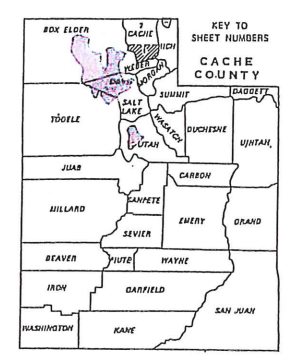 KEY TO
SHEET NUMBERS
CACHE
COUNTY
BOX ELDER
2
CACHE
RICH
WEBER
DAVIS
MORGAN
SUMMIT
DAGGETT
SALT
LAKE
TOOELE
WASATCH
DUCHESNE
UINTAH
UTAH
JUAB
CARBON
MILLARD
SANPETE
EMERY
GRAND
SEVIER
BEAVER
PIUTE
WAYNE
IRON
GARFIELD
SAN JUAN
WASHINGTON
KANE